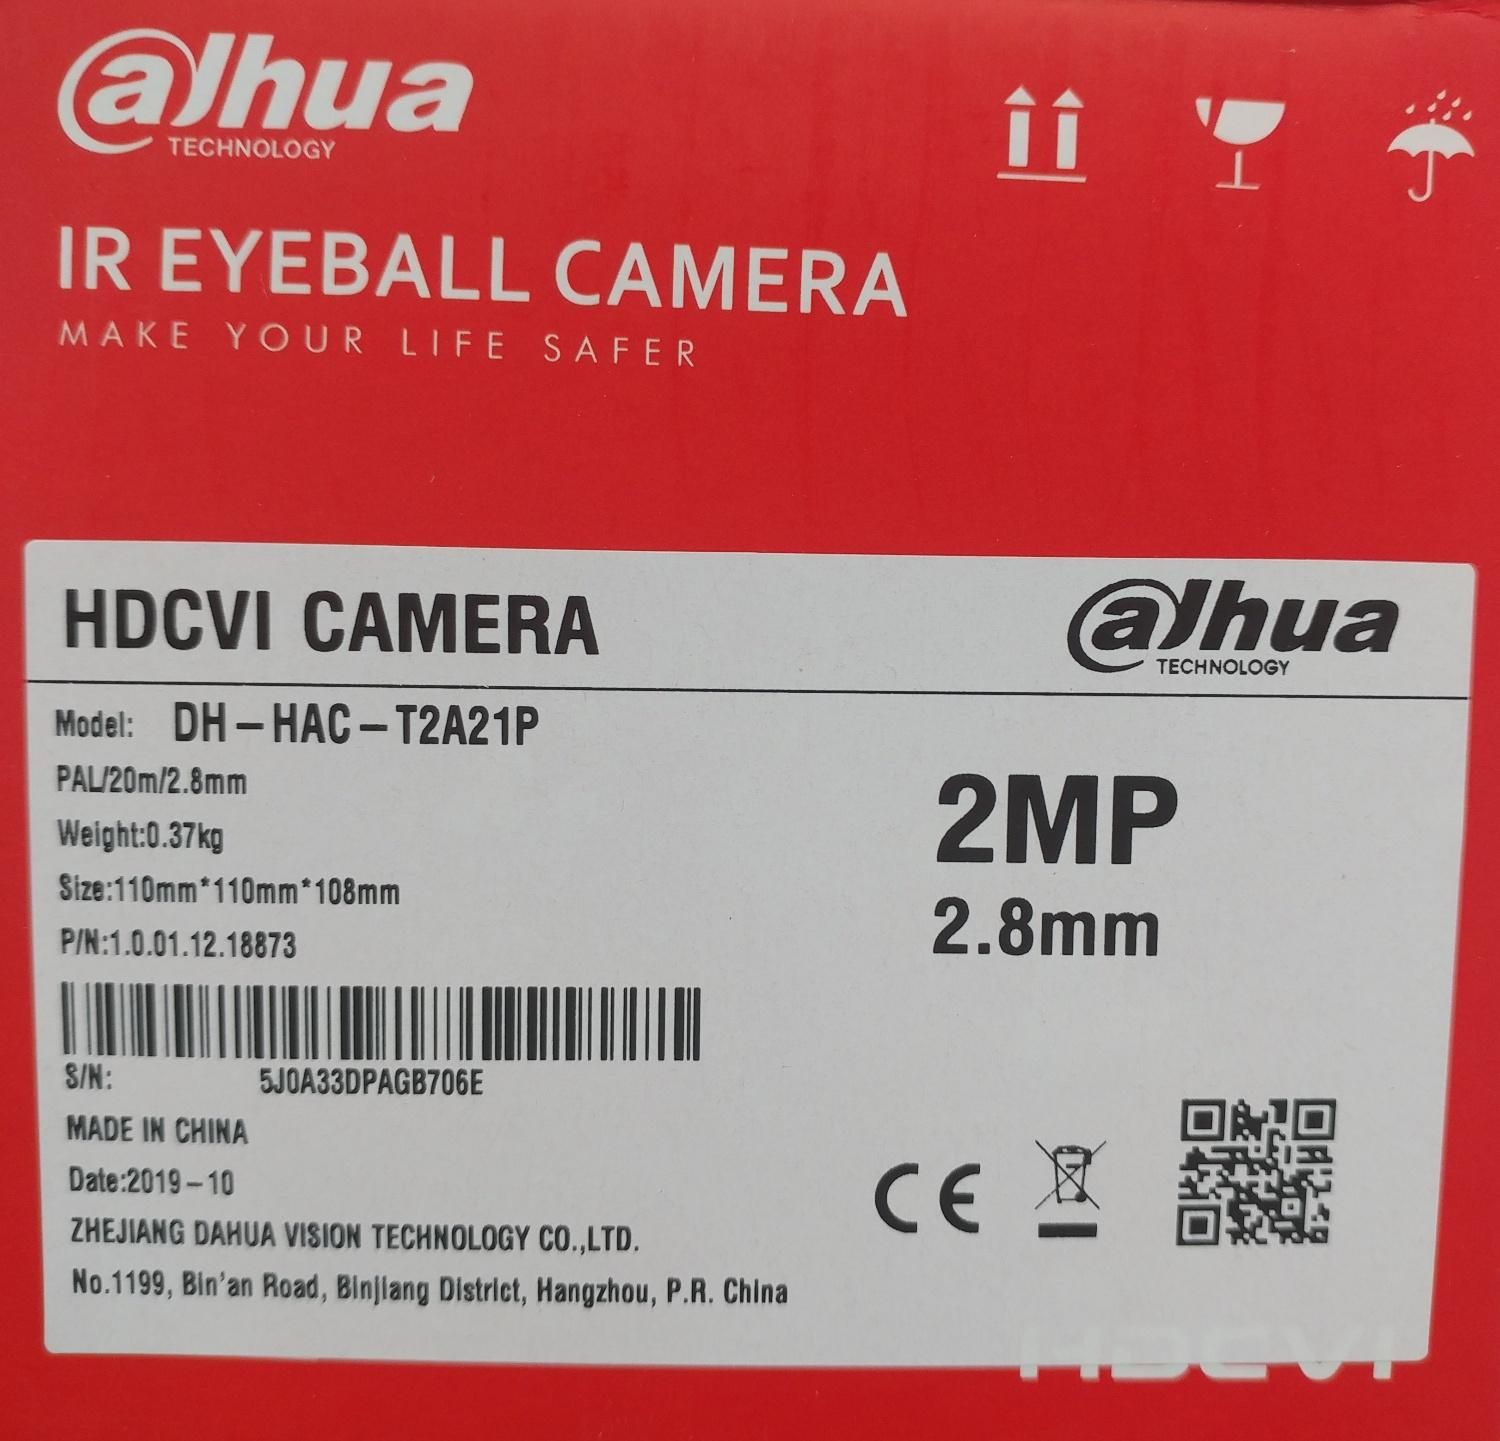 alhua
TECHNOLOGY
IR EYEBALL CAMERA
MAKE YOUR LIFE SAFER
HDCVI CAMERA
alhua
TECHNOLOGY
Model: DH-HAC-T2A21P
PAL/20m/2.8mm
Weight:0.37kg
Size:110mm*110mm*108mm
P/N:1.0.01.12.18873
2MP
2.8mm
S/N: 5J0A33DPAGB706E
MADE IN CHINA
Date:2019-10
ZHEJIANG DAHUA VISION TECHNOLOGY CO.,LTD.
No.1199, Bin'an Road, Binjiang District, Hangzhou, P.R. China
CE
HDCVI